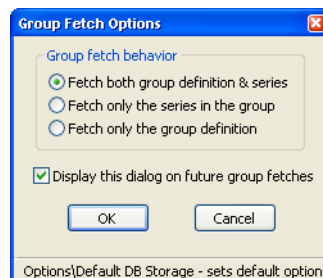 Group Fetch Options
Group fetch behavior
Fetch both group definition & series
Fetch only the series in the group
Fetch only the group definition
Display this dialog on future group fetches
OK
Cancel
Options\Default DB Storage - sets default option